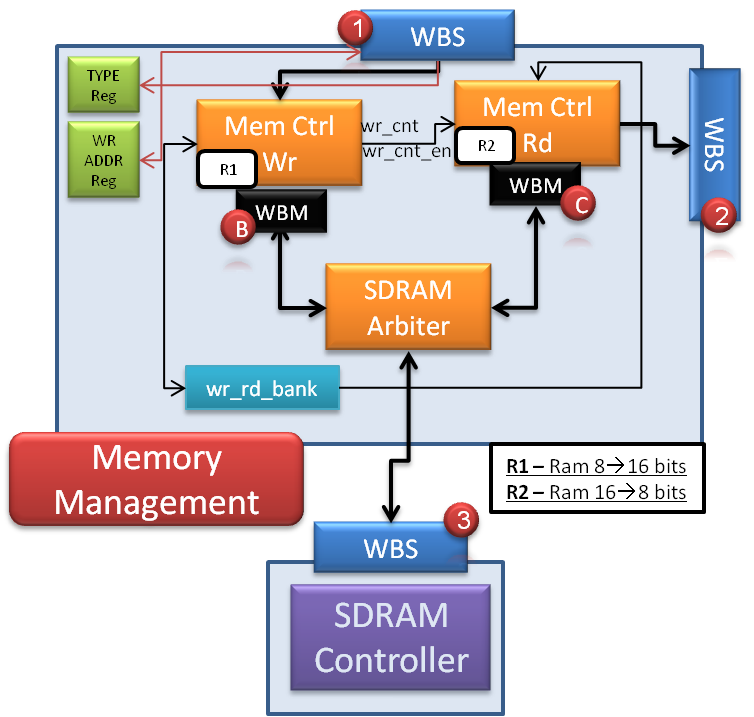 1
WBS
TYPE
Reg
WR
ADDR
Reg
Mem Ctrl
Wr
R1
WBM
B
wr_cnt
wr_cnt_en
Mem Ctrl
Rd
R2
WBM
C
WBS
2
SDRAM
Arbiter
wr_rd_bank
Memory
Management
R1 – Ram 8→16 bits
R2 – Ram 16→8 bits
3
WBS
SDRAM
Controller